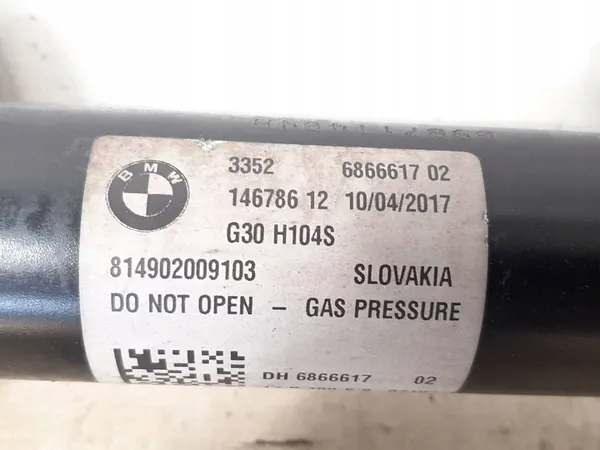 BMW
3352 6866617 02
146786 12 10/04/2017
G30 H104S
814902009103 SLOVAKIA
DO NOT OPEN – GAS PRESSURE
DH 6866617 02